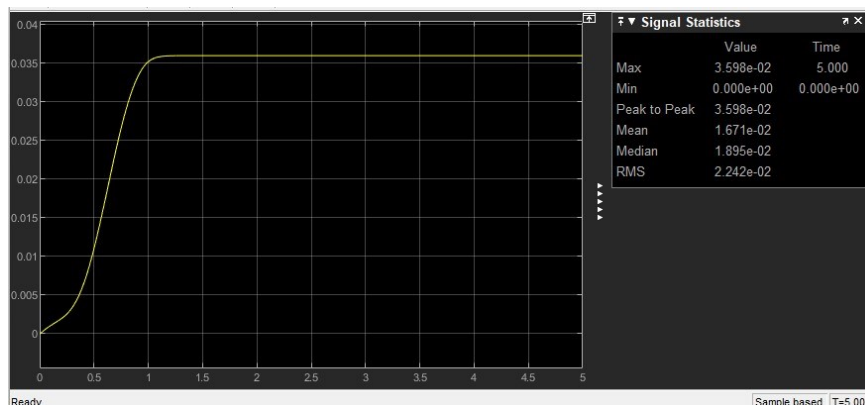 0.04
0.035
0.03
0.025
0.02
0.015
0.01
0.005
0
0 0.5 1 1.5 2 2.5 3 3.5 4 4.5 5
Signal Statistics
Value Time
Max 3.598e-02 5.000
Min 0.000e+00 0.000e+00
Peak to Peak 3.598e-02
Mean 1.671e-02
Median 1.895e-02
RMS 2.242e-02
Ready
Sample based T=5.00